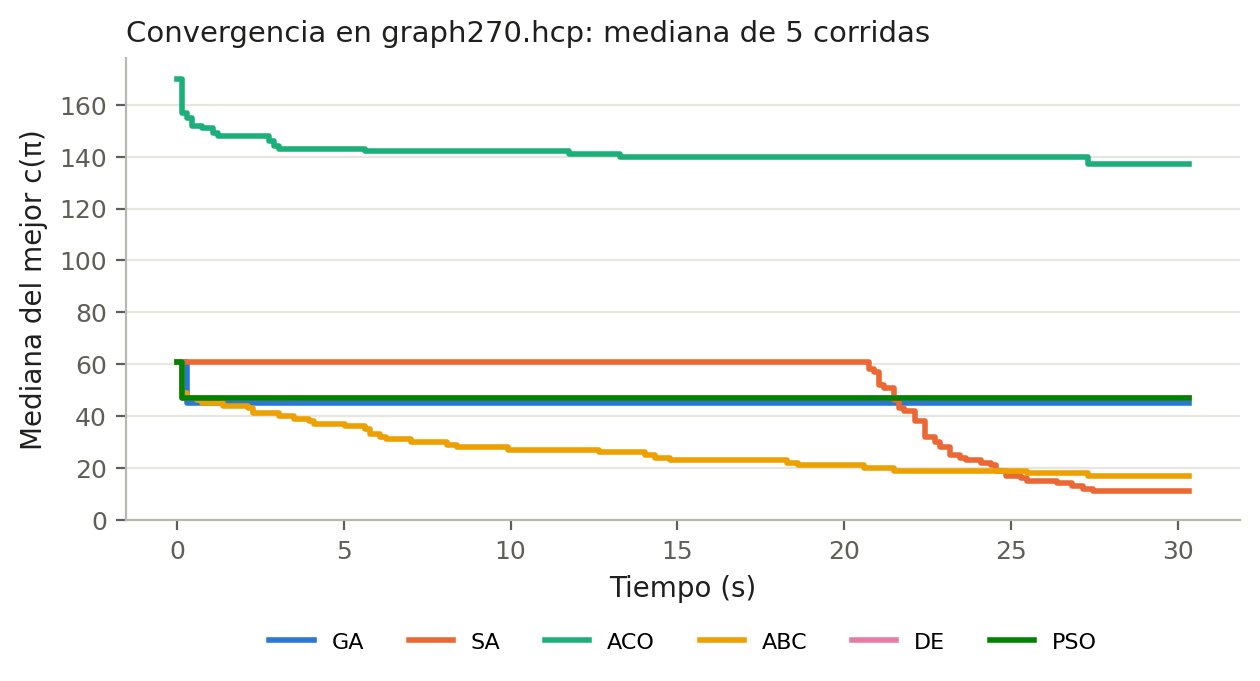 Convergencia en graph270.hcp: mediana de 5 corridas
Mediana del mejor c(π)
160
140
120
100
80
60
40
20
0
0 5 10 15 20 25 30
Tiempo (s)
GA SA ACO ABC DE PSO